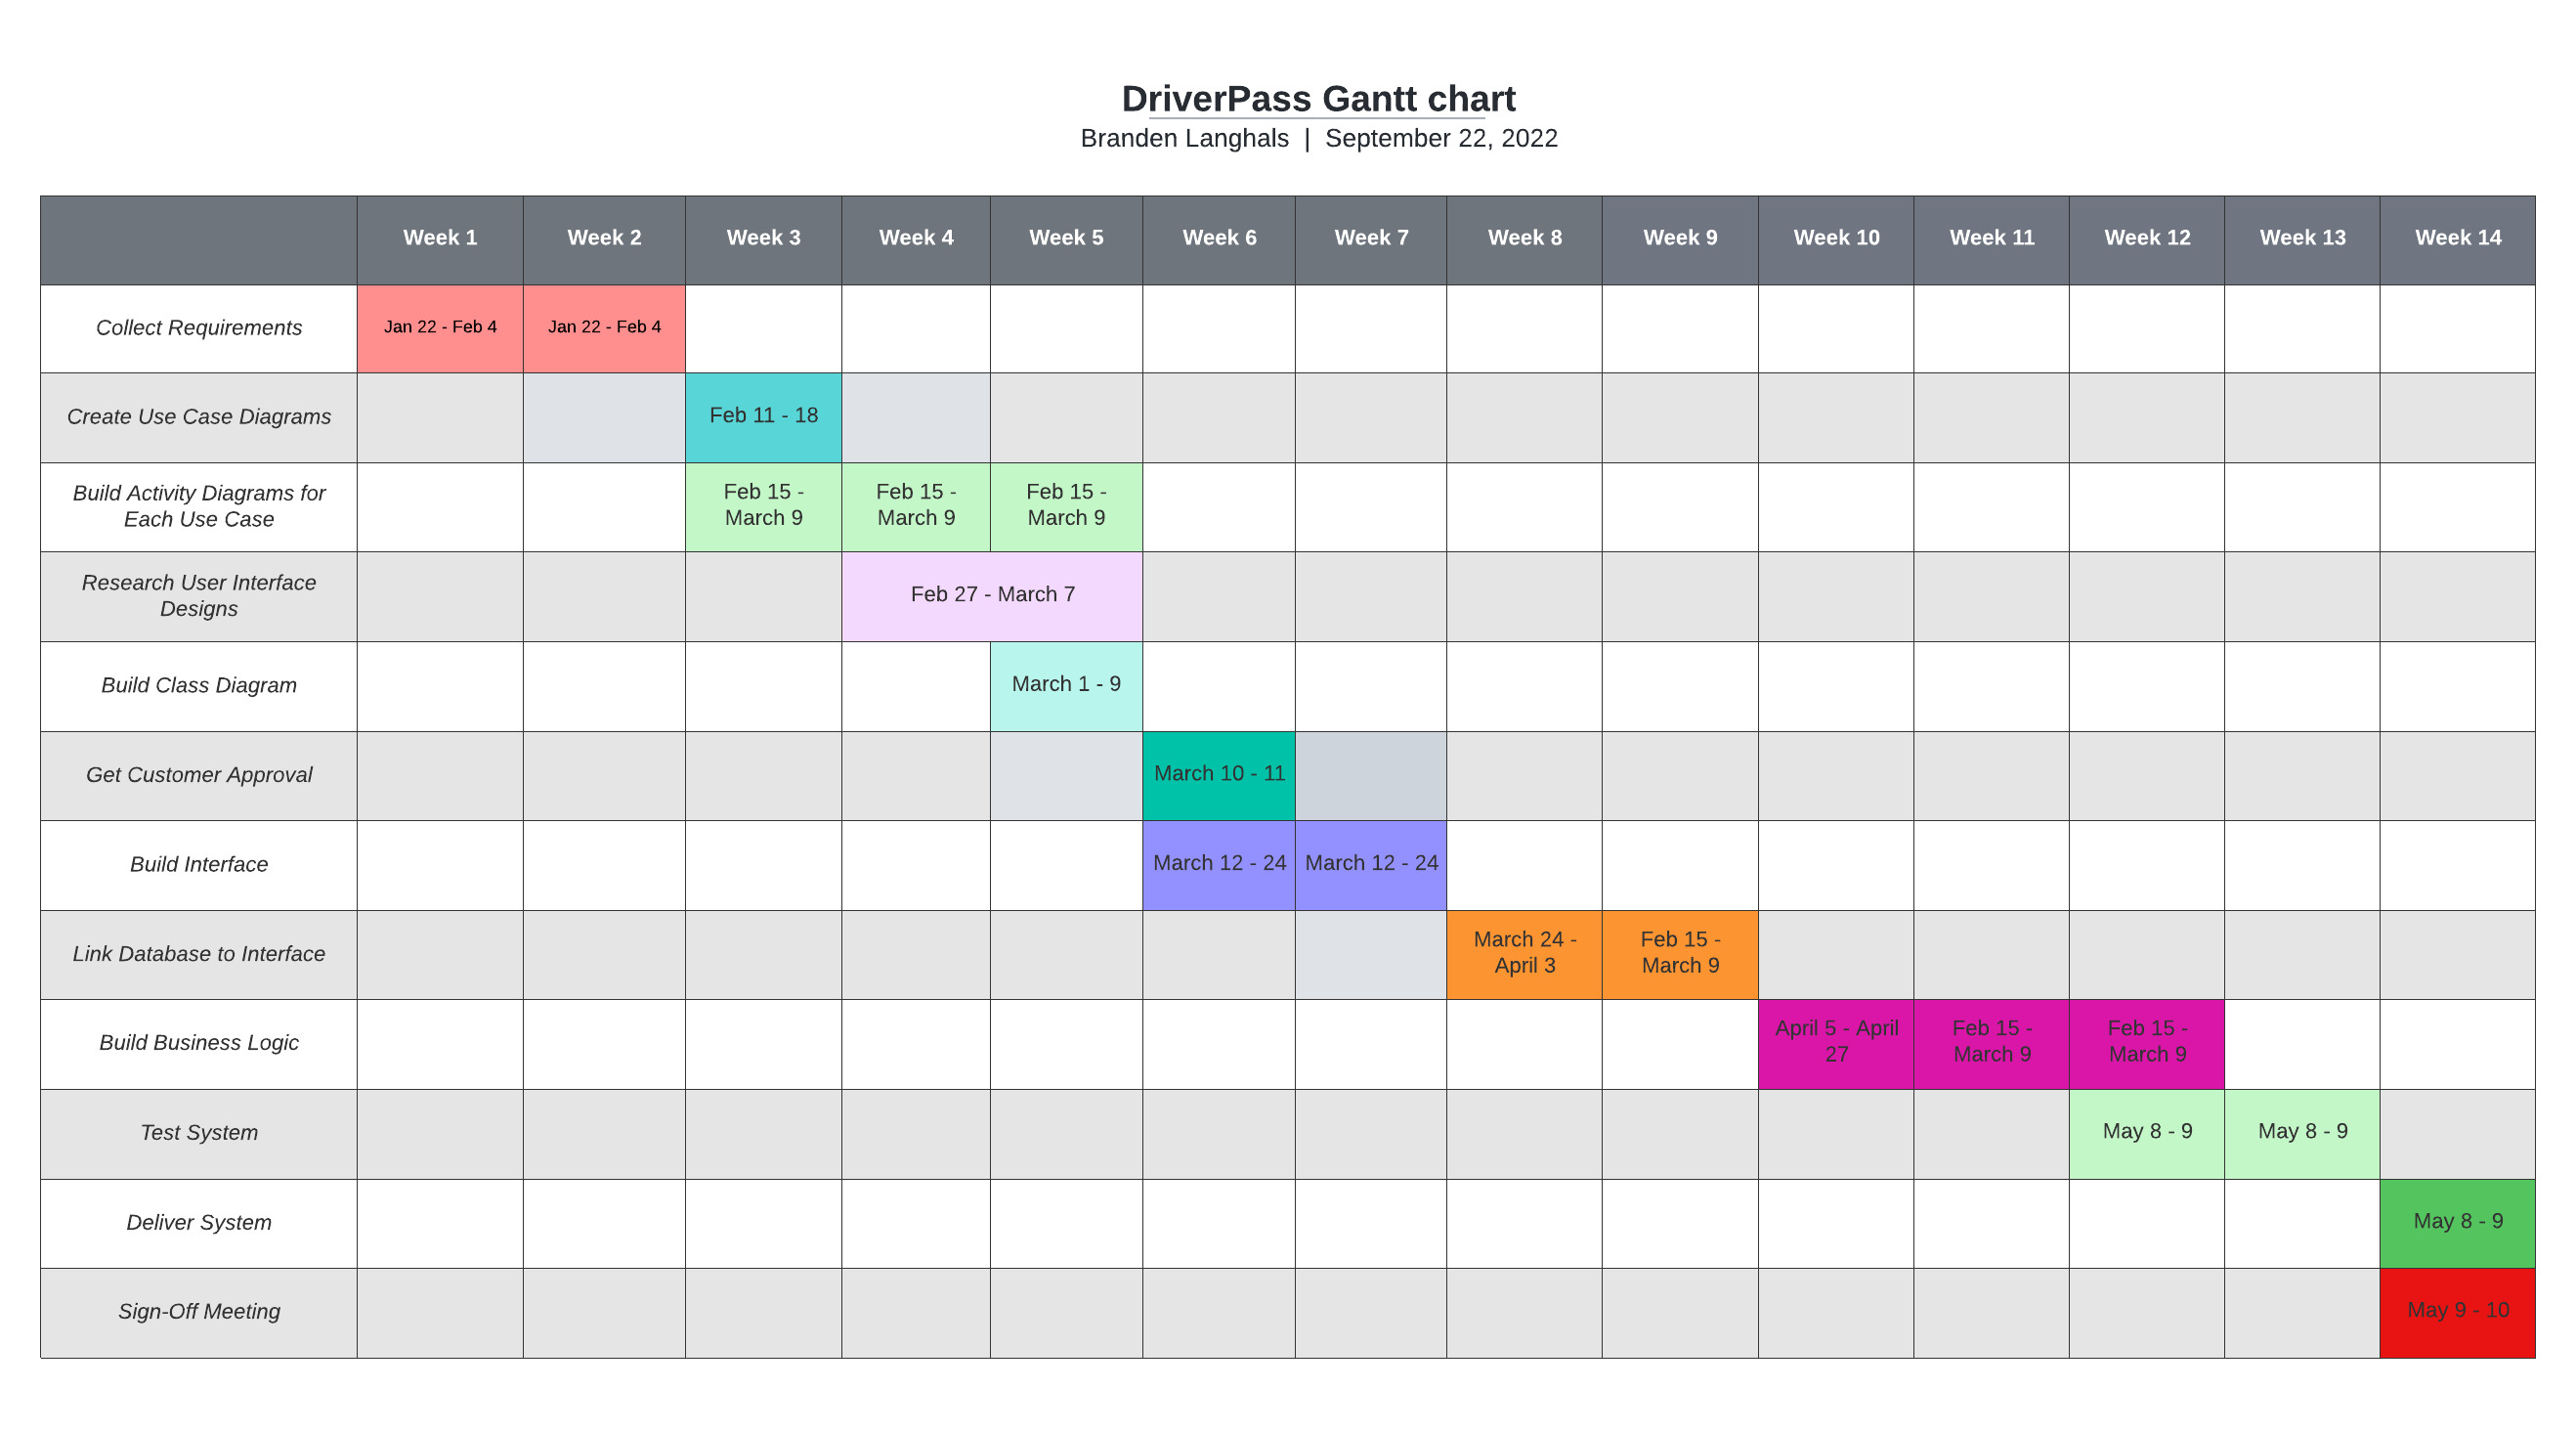 DriverPass Gantt chart
Branden Langhals | September 22, 2022
Week 1
Week 2
Week 3
Week 4
Week 5
Week 6
Week 7
Week 8
Week 9
Week 10
Week 11
Week 12
Week 13
Week 14
Collect Requirements
Jan 22 - Feb 4
Jan 22 - Feb 4
Create Use Case Diagrams
Feb 11 - 18
Build Activity Diagrams for
Each Use Case
Feb 15 -
March 9
Feb 15 -
March 9
Feb 15 -
March 9
Research User Interface
Designs
Feb 27 - March 7
Build Class Diagram
March 1 - 9
Get Customer Approval
March 10 - 11
Build Interface
March 12 - 24
March 12 - 24
Link Database to Interface
March 24 -
April 3
Feb 15 -
March 9
Build Business Logic
April 5 - April
27
Feb 15 -
March 9
Feb 15 -
March 9
Test System
May 8 - 9
May 8 - 9
Deliver System
May 8 - 9
Sign-Off Meeting
May 9 - 10